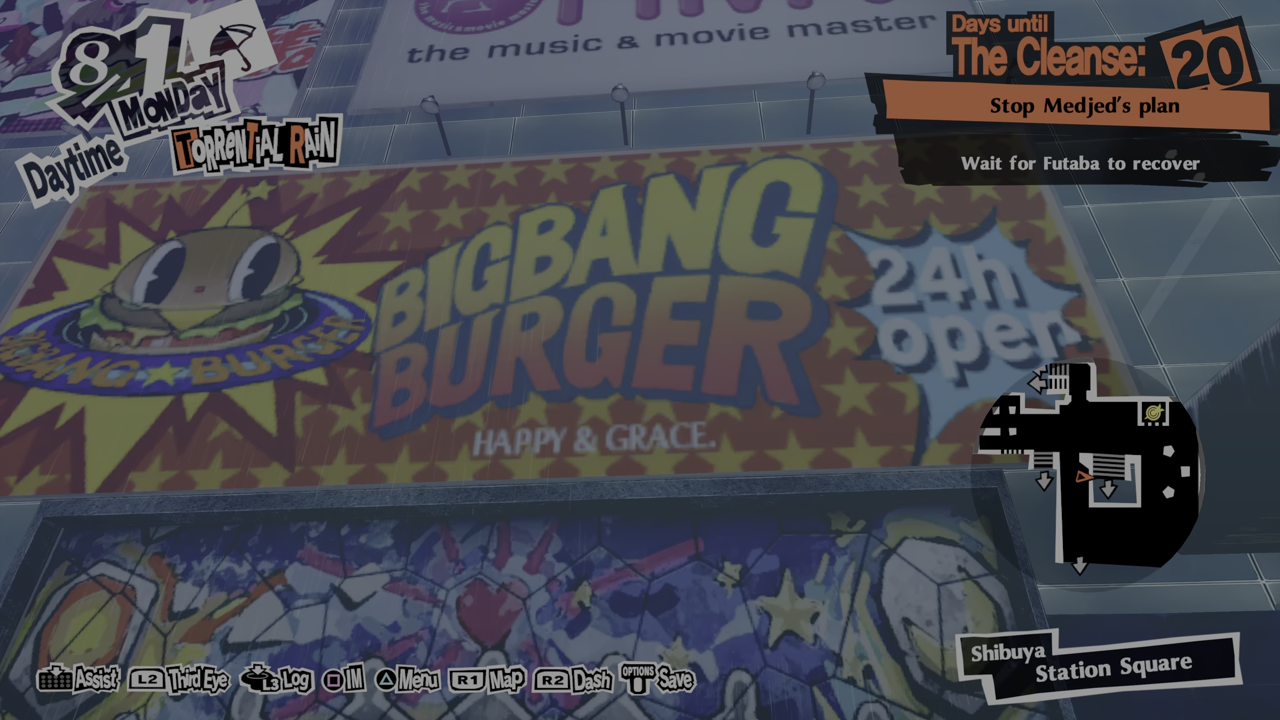 8/1
MONDAY
Daytime
TORRENTIAL RAIN
the music & movie master
Days until
The Cleanse: 20
Stop Medjed's plan
Wait for Futaba to recover
BIGBANG
BURGER
HAPPY & GRACE.
24h
open
BIGBANG★BURGER
Assist
L2 Third Eye
L3 Log
IM
Menu
R1 Map
R2 Dash
OPTIONS Save
Shibuya
Station Square